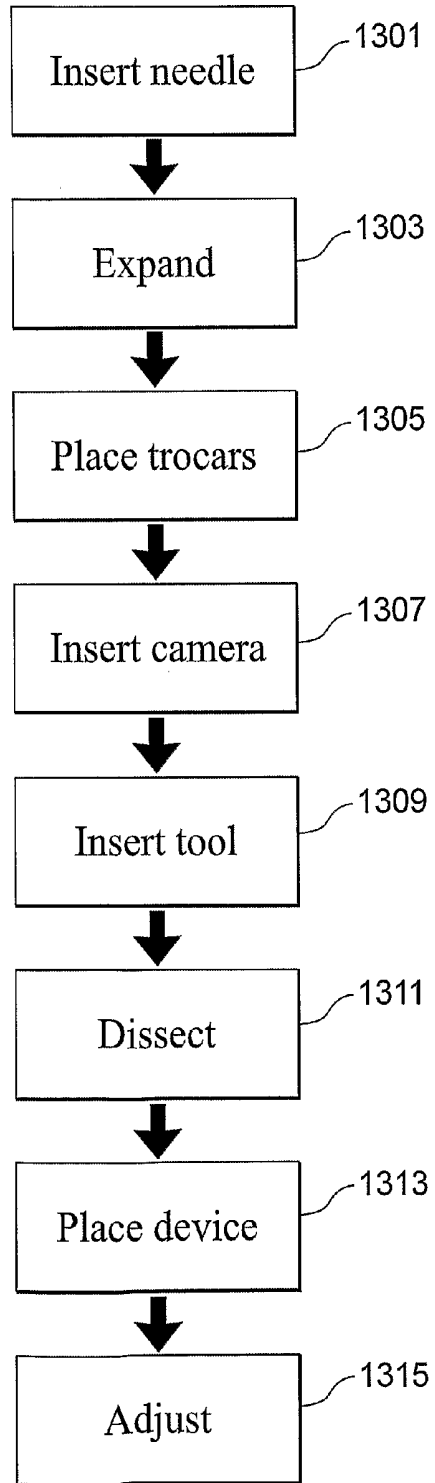 1301
Insert needle
1303
Expand
1305
Place trocars
1307
Insert camera
1309
Insert tool
1311
Dissect
1313
Place device
1315
Adjust